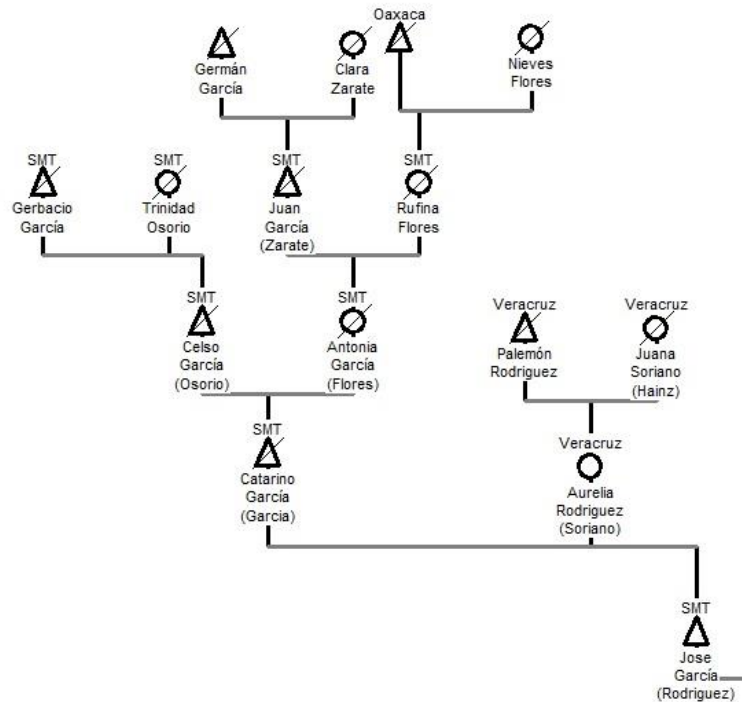 Oaxaca
Germán
García
Clara
Zarate
Nieves
Flores
SMT
Gerbacio
García
SMT
Trinidad
Osorio
SMT
Juan
García
(Zarate)
SMT
Rufina
Flores
SMT
Celso
García
(Osorio)
SMT
Antonia
García
(Flores)
Veracruz
Palemón
Rodriguez
Veracruz
Juana
Soriano
(Hainz)
SMT
Catarino
García
(Garcia)
Veracruz
Aurelia
Rodriguez
(Soriano)
SMT
Jose
García
(Rodriguez)